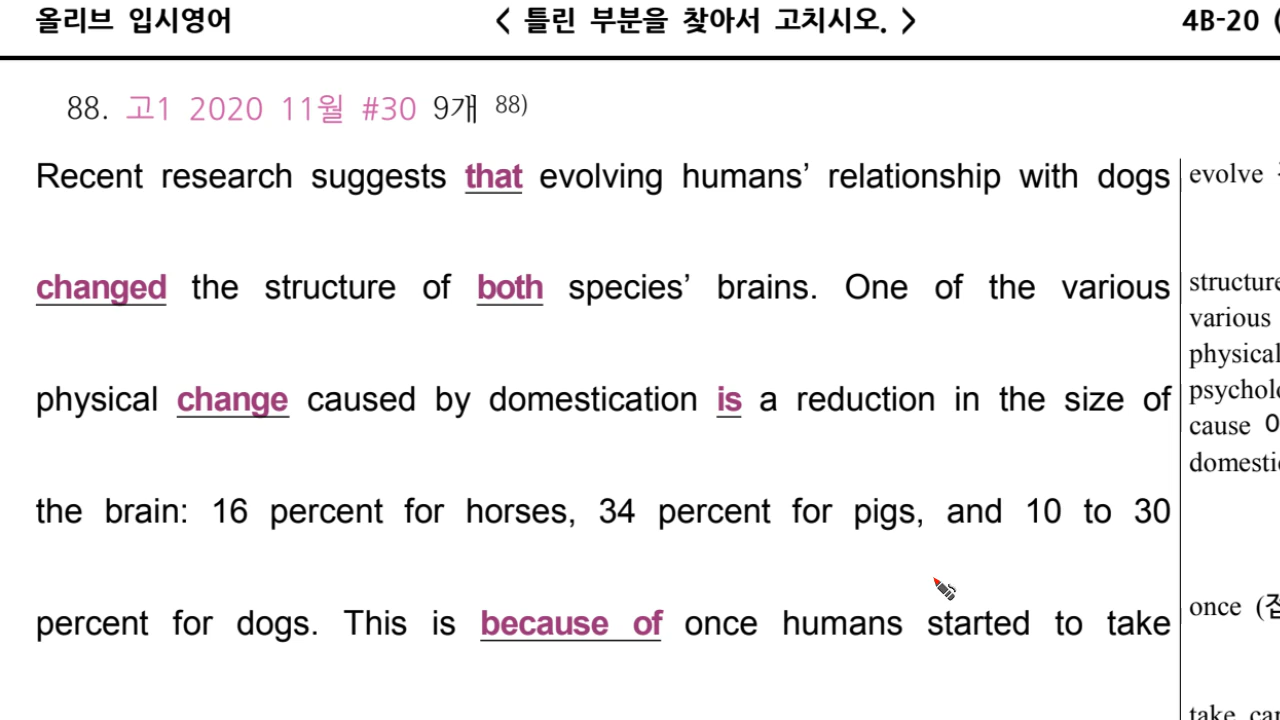 올리브 입시영어 < 틀린 부분을 찾아서 고치시오. > 4B-20 (
88. 고1 2020 11월 #30 9개 88)
Recent research suggests that evolving humans’ relationship with dogs
evolve
changed the structure of both species’ brains. One of the various
structure
various
physical change caused by domestication is a reduction in the size of
physical
cause
the brain: 16 percent for horses, 34 percent for pigs, and 10 to 30
percent for dogs. This is because of once humans started to take
once (접